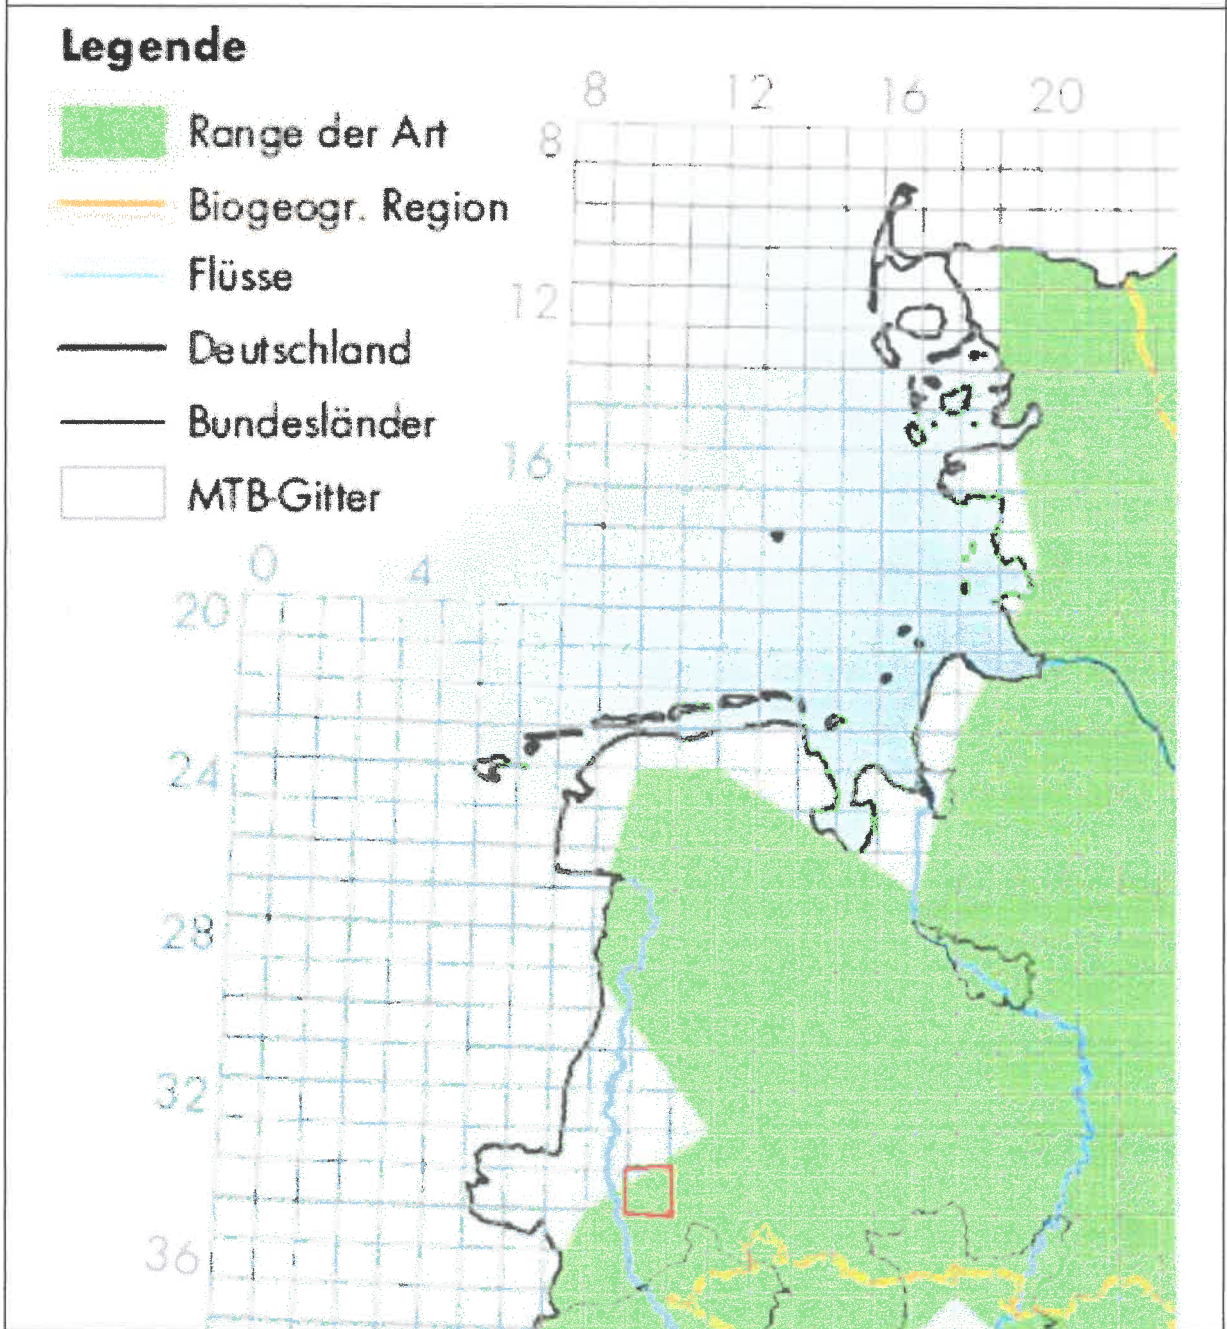 Legende
Range der Art
Biogeogr. Region
Flüsse
Deutschland
Bundesländer
MTB-Gitter
8 12 16 20
8
12
16
0 4
20
24
28
32
36